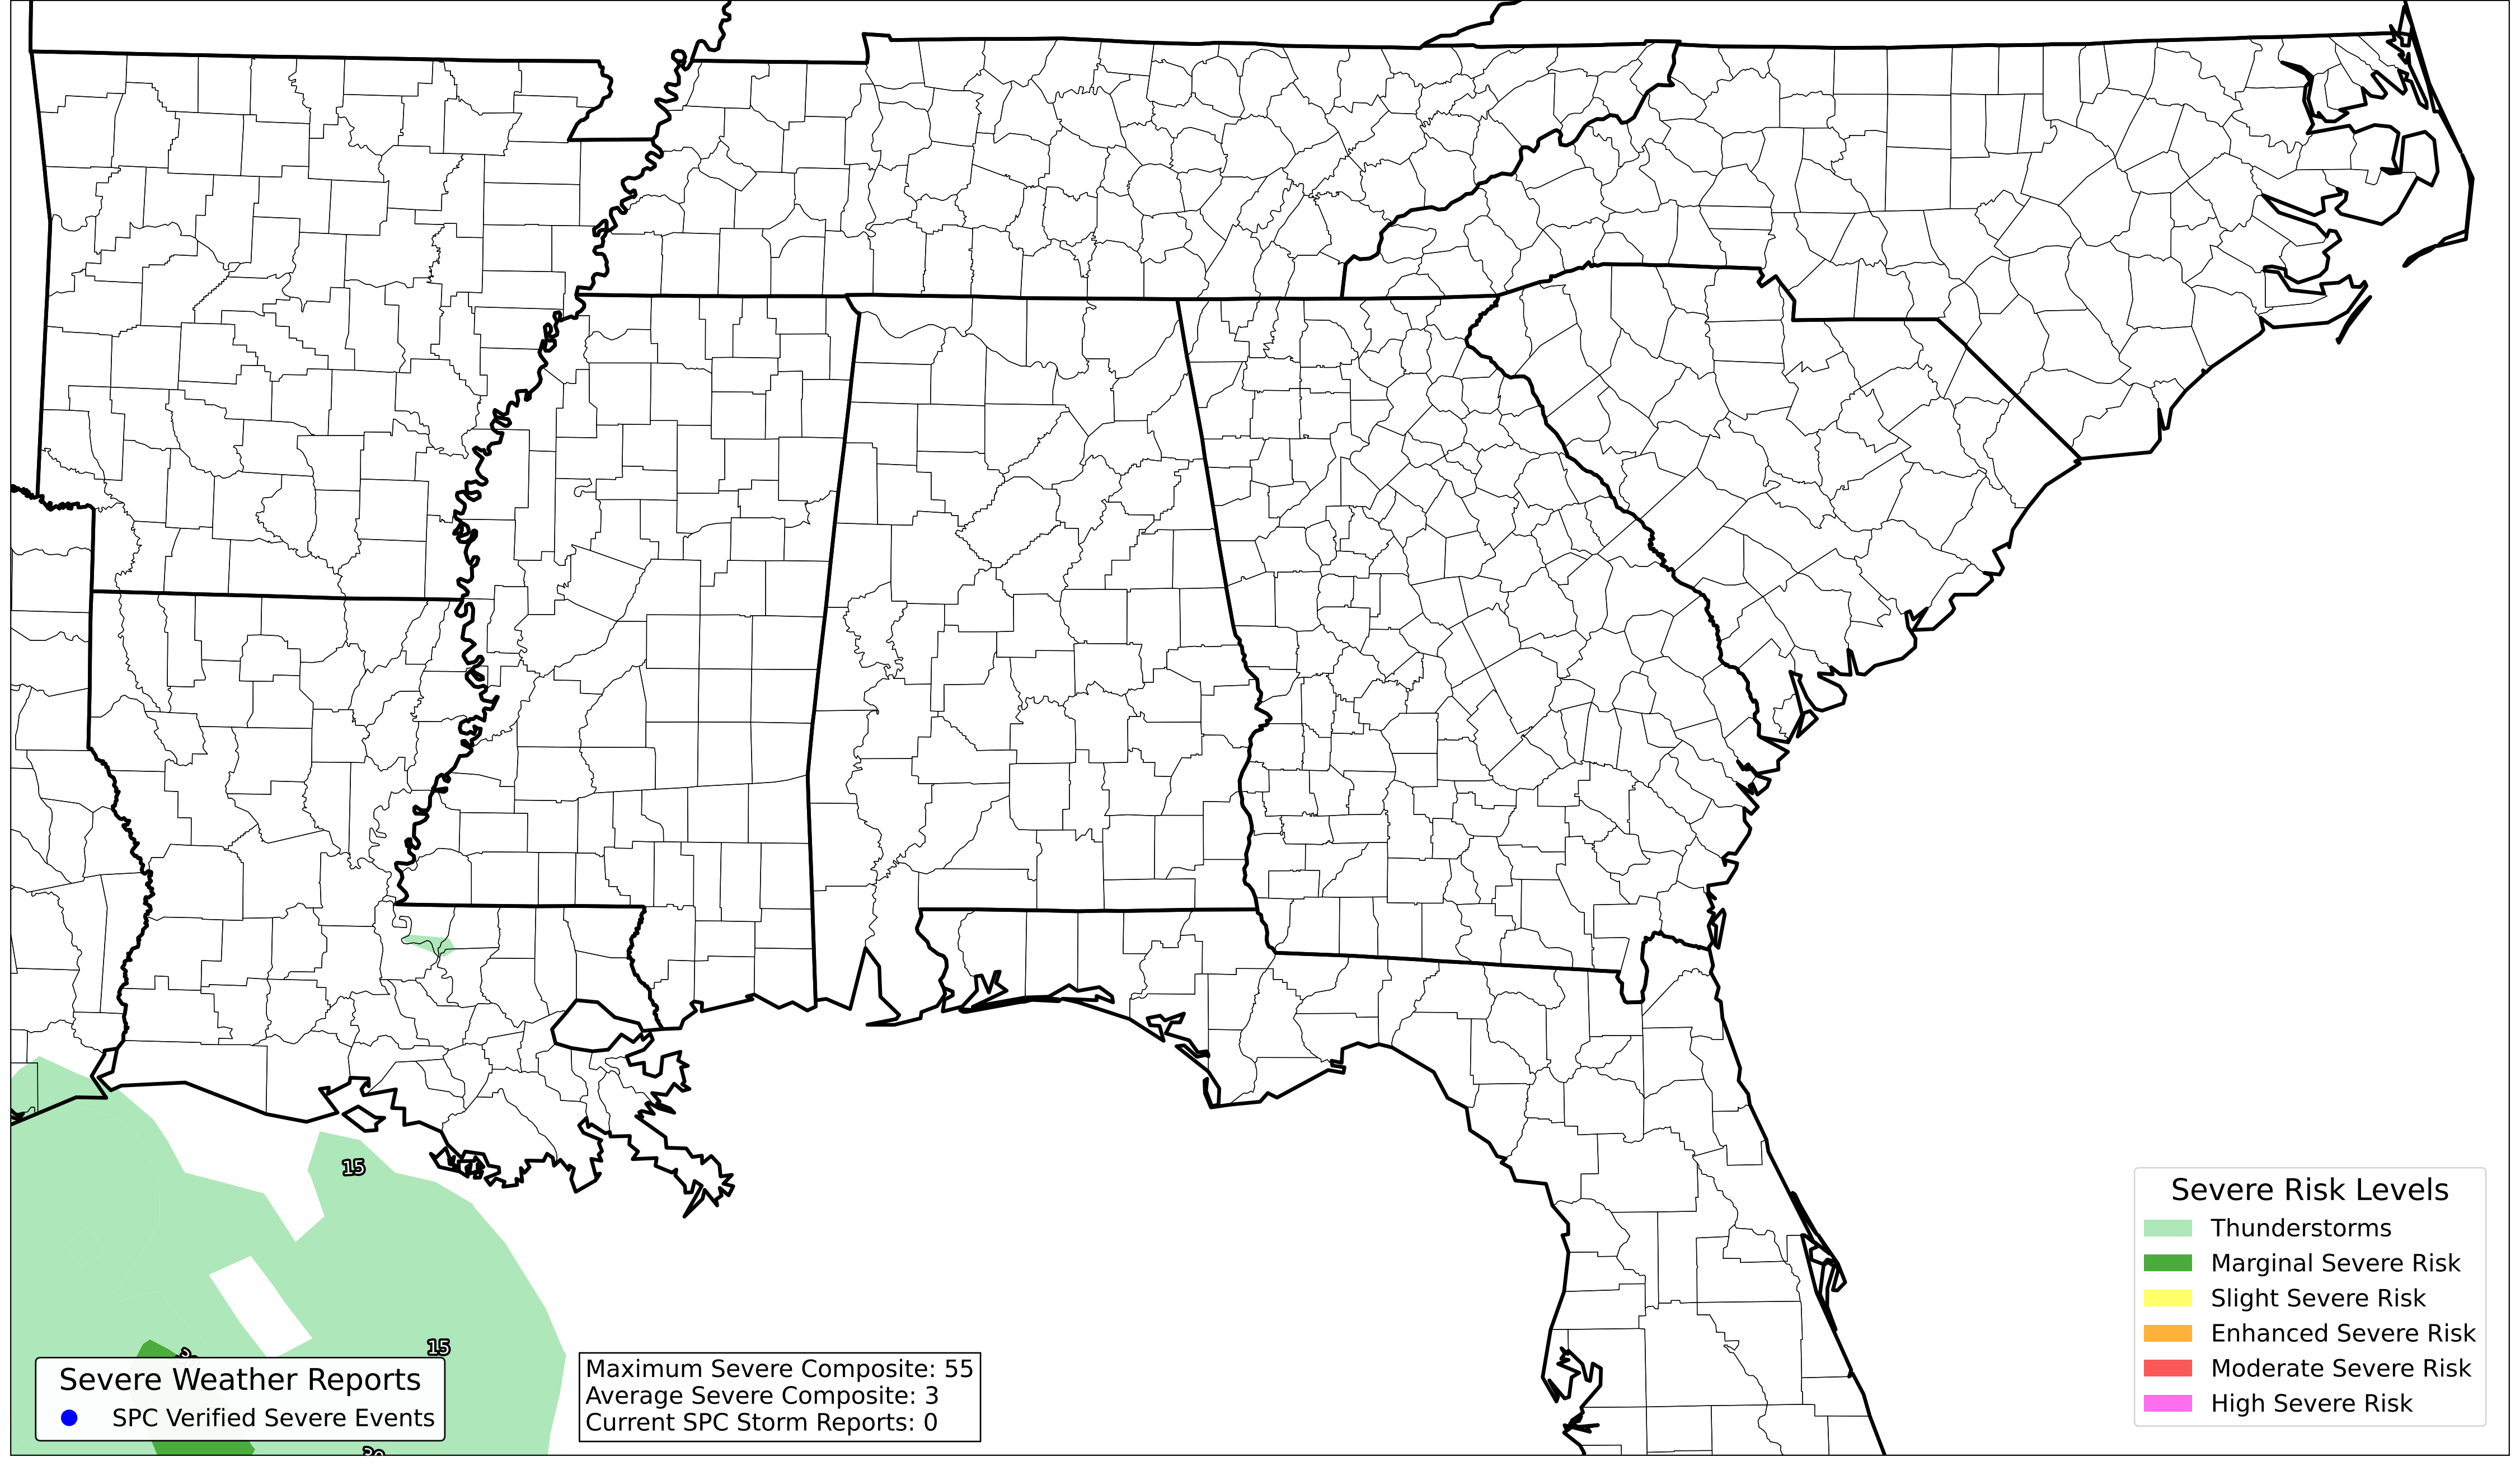 15
15
Severe Weather Reports
SPC Verified Severe Events
Maximum Severe Composite: 55
Average Severe Composite: 3
Current SPC Storm Reports: 0
Severe Risk Levels
Thunderstorms
Marginal Severe Risk
Slight Severe Risk
Enhanced Severe Risk
Moderate Severe Risk
High Severe Risk